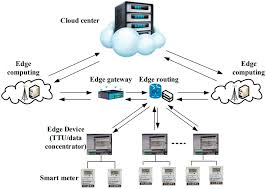 Cloud center
Edge
computing
Edge gateway
Edge routing
Edge
computing
Edge Device
(TTU/data
concentrator)
Smart meter